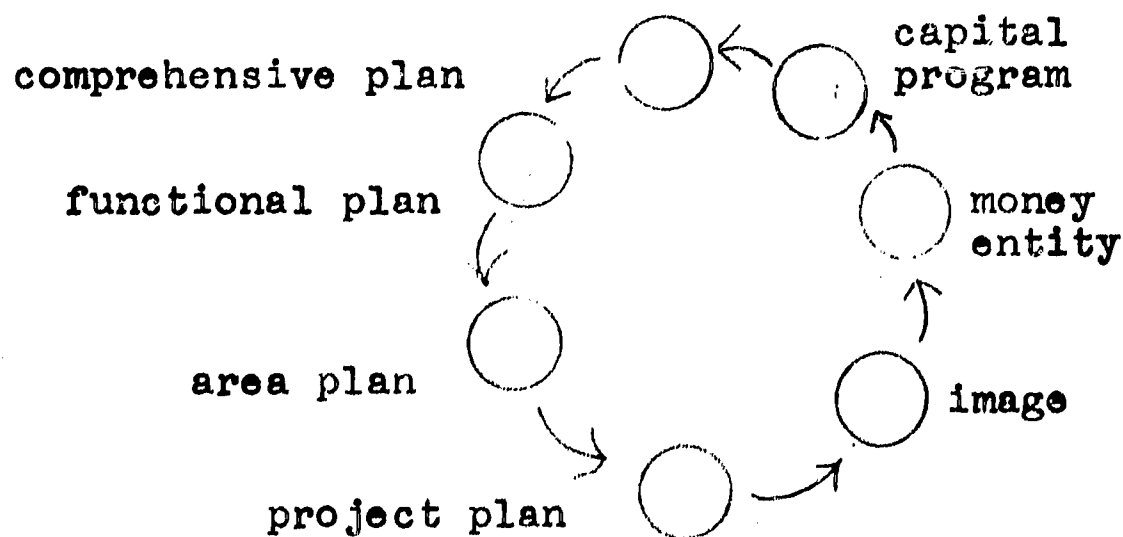 capital
program
comprehensive plan
functional plan
money
entity
area plan
image
project plan